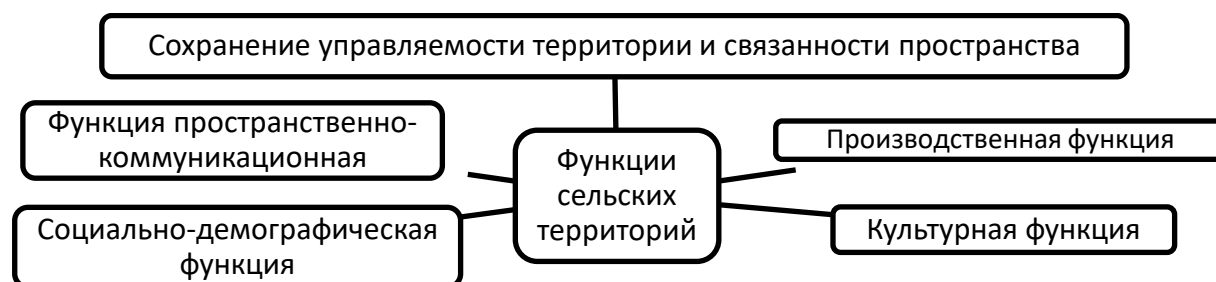 Сохранение управляемости территории и связанности пространства
Функция пространственно-
коммуникационная
Производственная функция
Функции
сельских
территорий
Социально-демографическая
функция
Культурная функция